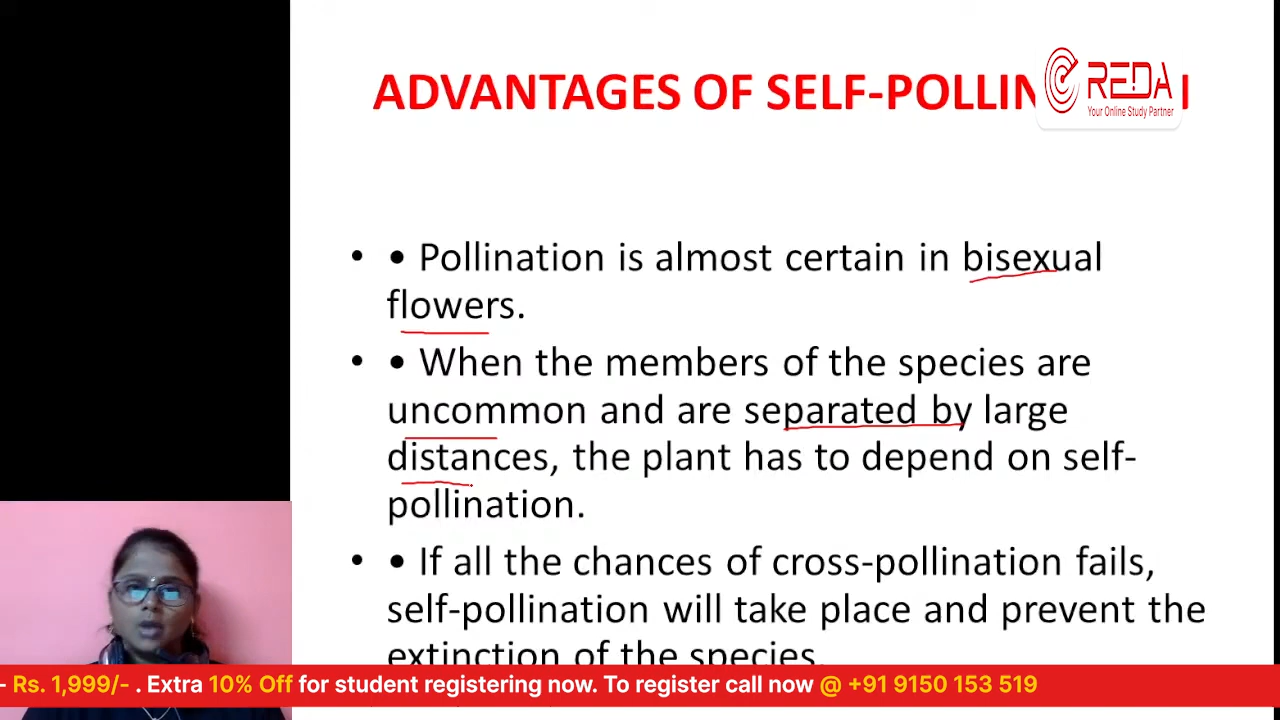 ADVANTAGES OF SELF-POLLIN I
REDA
Your Online Study Partner
• • Pollination is almost certain in bisexual
flowers.
• • When the members of the species are
uncommon and are separated by large
distances, the plant has to depend on self-
pollination.
• • If all the chances of cross-pollination fails,
self-pollination will take place and prevent the
extinction of the species.
- Rs. 1,999/- . Extra 10% Off for student registering now. To register call now @ +91 9150 153 519